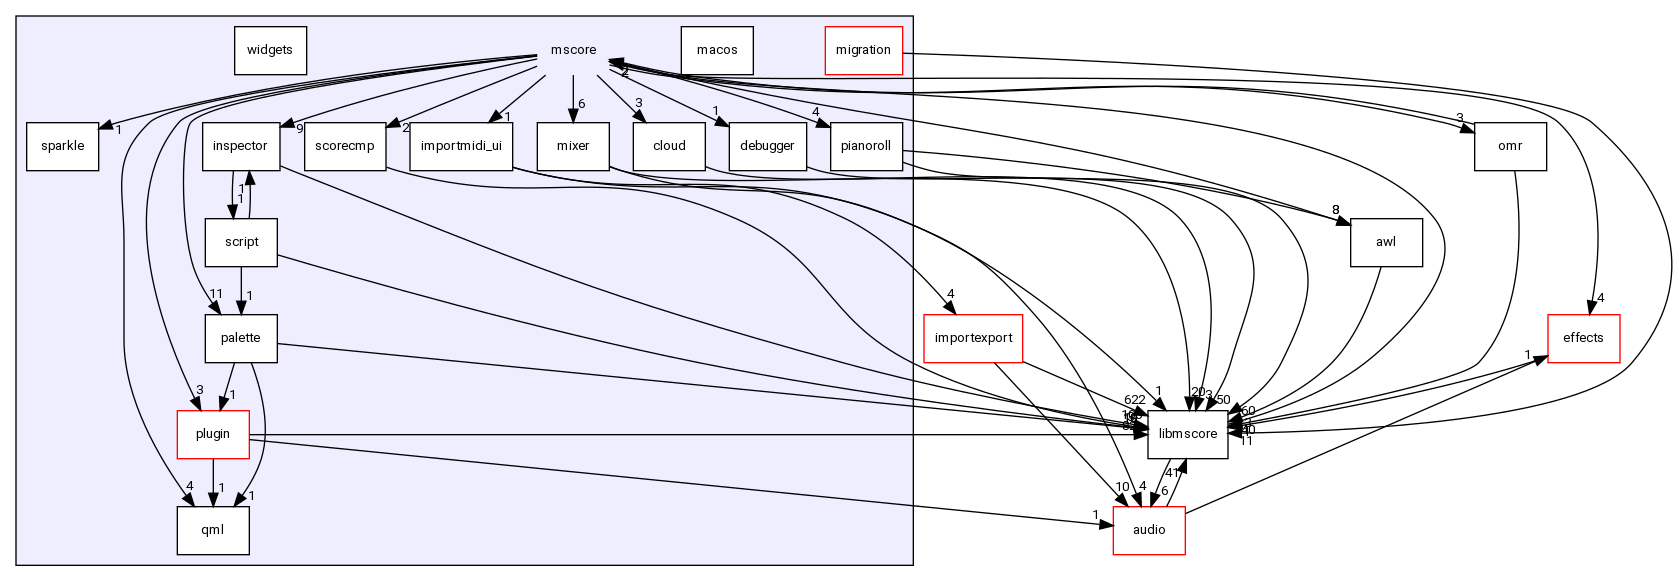 widgets
mscore
macos
migration
2
1
9
2
1
6
3
1
4
3
sparkle
inspector
scorecmp
importmidi_ui
mixer
cloud
debugger
pianoroll
omr
1
1
8
script
awl
11
1
4
4
palette
importexport
effects
1
3
1
622
1
20
3
50
60
11
plugin
libmscore
41
4
1
1
10
4
6
1
qml
audio